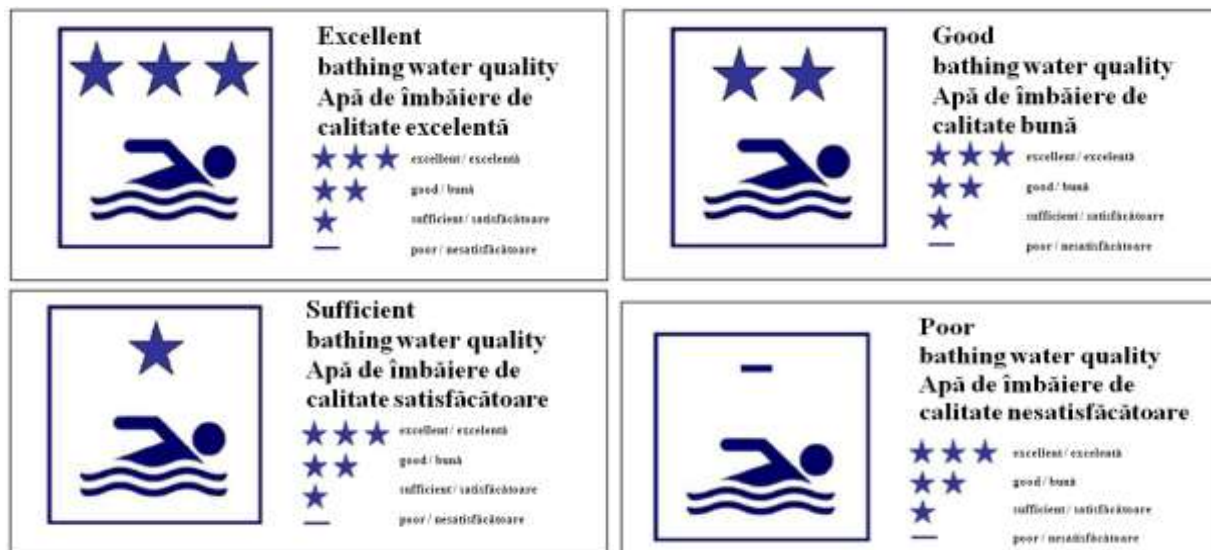 Excellent
bathing water quality
Apă de îmbăiere de
calitate excelentă
excellent / excelentă
good / bună
sufficient / satisfăcătoare
poor / nesatisfăcătoare
Good
bathing water quality
Apă de îmbăiere de
calitate bună
excellent / excelentă
good / bună
sufficient / satisfăcătoare
poor / nesatisfăcătoare
Sufficient
bathing water quality
Apă de îmbăiere de
calitate satisfăcătoare
excellent / excelentă
good / bună
sufficient / satisfăcătoare
poor / nesatisfăcătoare
Poor
bathing water quality
Apă de îmbăiere de
calitate nesatisfăcătoare
excellent / excelentă
good / bună
sufficient / satisfăcătoare
poor / nesatisfăcătoare